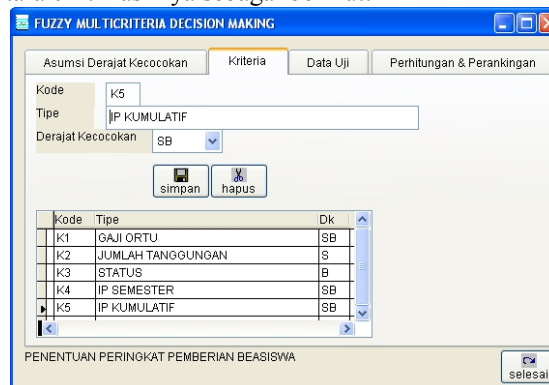 FUZZY MULTICRITERIA DECISION MAKING
Asumsi Derajat Kecocokan Kriteria Data Uji Perhitungan & Perankingan
Kode K5
Tipe IP KUMULATIF
Derajat Kecocokan SB
simpan hapus
Kode Tipe Dk
K1 GAJI ORTU SB
K2 JUMLAH TANGGUNGAN S
K3 STATUS B
K4 IP SEMESTER SB
K5 IP KUMULATIF SB
PENENTUAN PERINGKAT PEMBERIAN BEASISWA
selesai